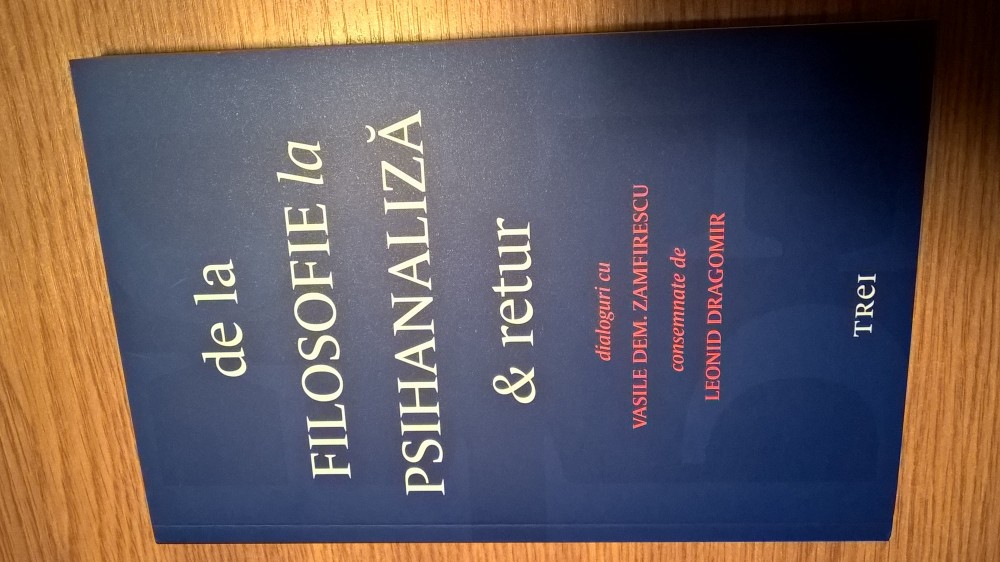 de la
FILOSOFIE la
PSIHANALIZĂ
& retur
dialoguri cu
VASILE DEM. ZAMFIRESCU
consemnate de
LEONID DRAGOMIR
TREI